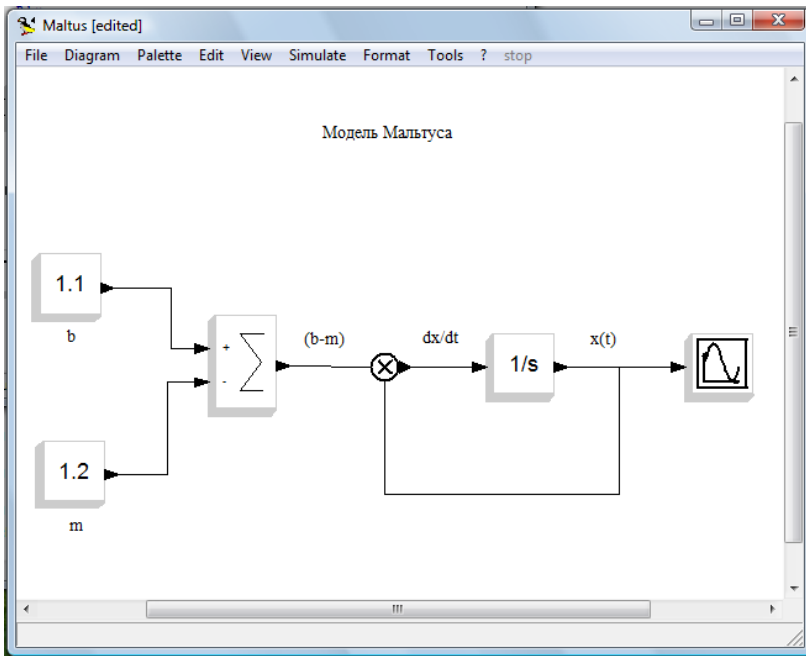 Maltus [edited]
File Diagram Palette Edit View Simulate Format Tools ? stop
Модель Мальтуса
1.1
b
+
-
(b-m)
dx/dt
1/s
x(t)
1.2
m